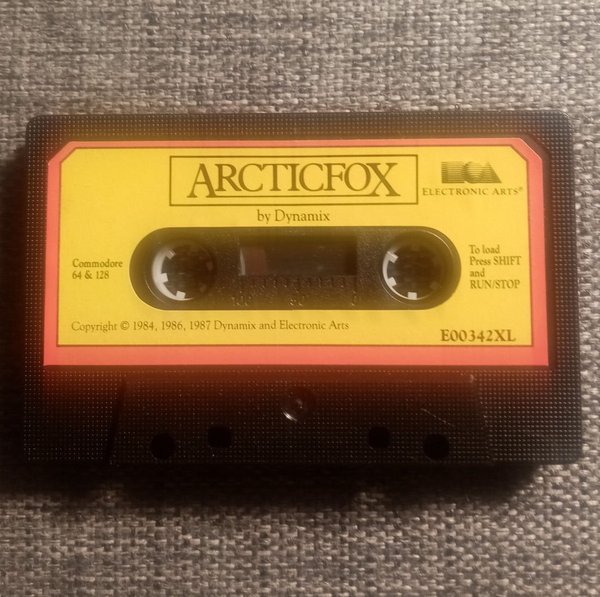 ARCTICFOX
by Dynamix
ELECTRONIC ARTS®
Commodore
64 & 128
To load
Press SHIFT
and
RUN/STOP
Copyright © 1984, 1986, 1987 Dynamix and Electronic Arts
E00342XL